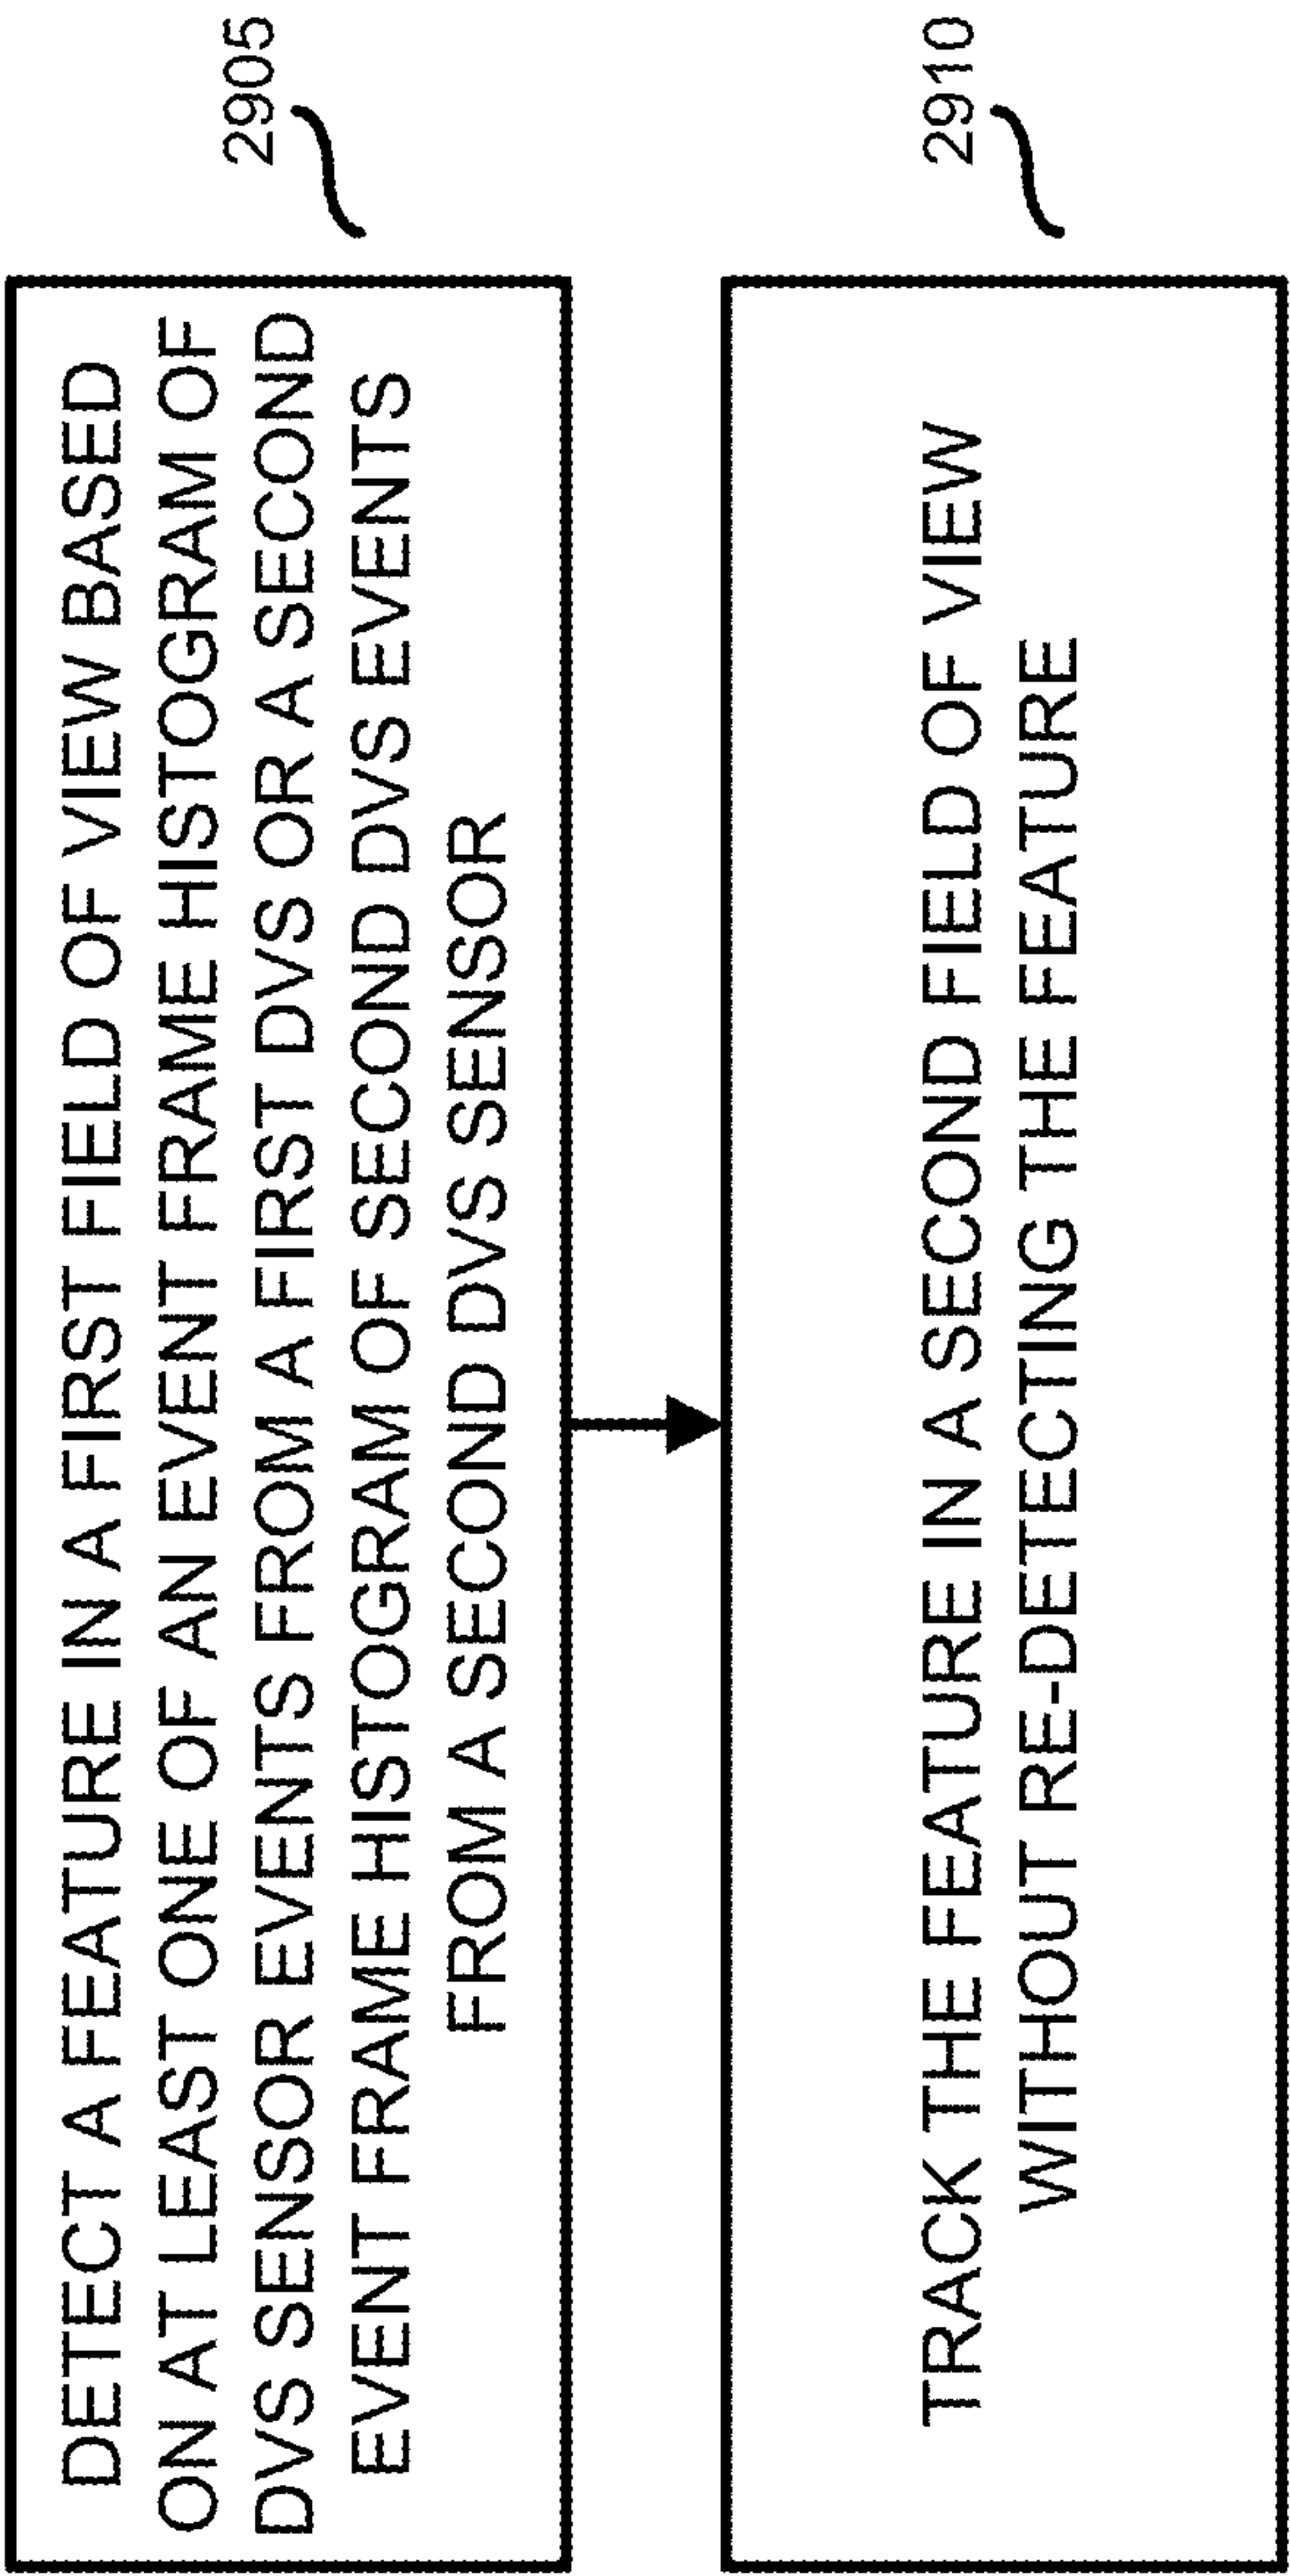 DETECT A FEATURE IN A FIRST FIELD OF VIEW BASED
ON AT LEAST ONE OF AN EVENT FRAME HISTOGRAM OF
DVS SENSOR EVENTS FROM A FIRST DVS OR A SECOND
EVENT FRAME HISTOGRAM OF SECOND DVS EVENTS
FROM A SECOND DVS SENSOR
2905
TRACK THE FEATURE IN A SECOND FIELD OF VIEW
WITHOUT RE-DETECTING THE FEATURE
2910